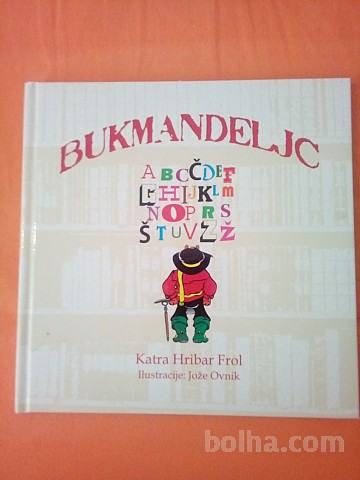 BUKMANDELJC
A B C Č D E F
G H I J K L M
N O P R S
Š T U V Z Ž
Katra Hribar Frol
Ilustracije: Jože Ovnik
bolha.com